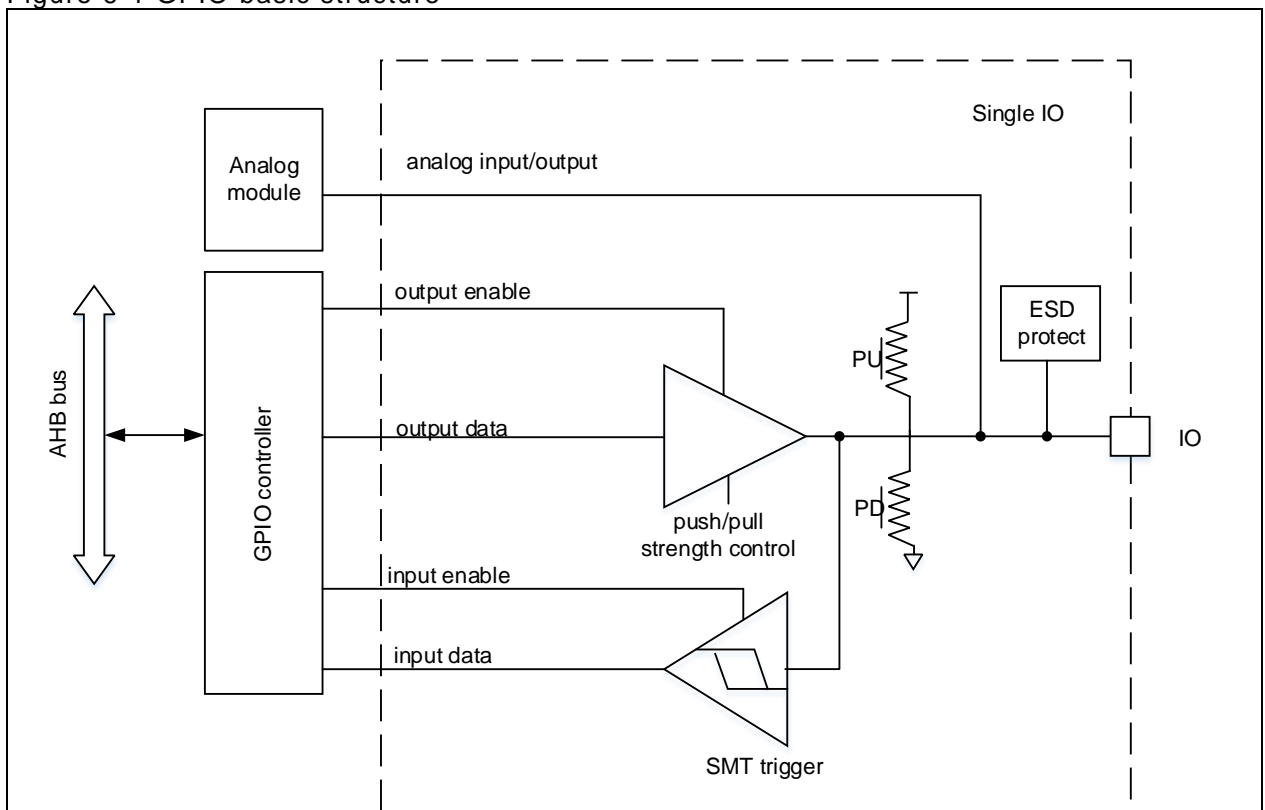 Single IO
Analog
module
analog input/output
output enable
ESD
protect
PU
AHB bus
GPIO controller
output data
IO
PD
push/pull
strength control
input enable
input data
SMT trigger